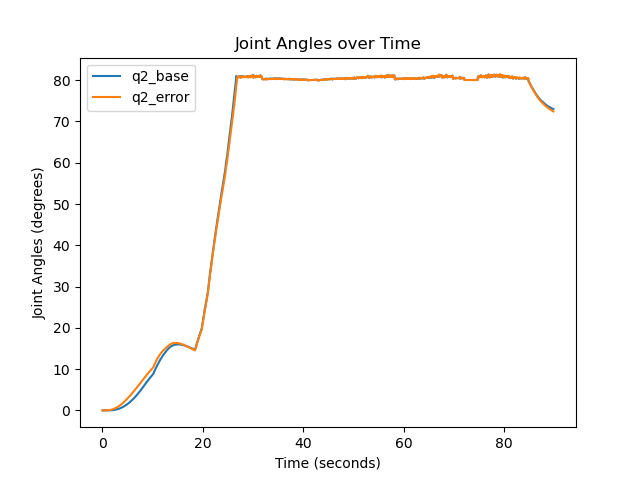 Joint Angles over Time
q2_base
q2_error
Joint Angles (degrees)
80
70
60
50
40
30
20
10
0
0 20 40 60 80
Time (seconds)